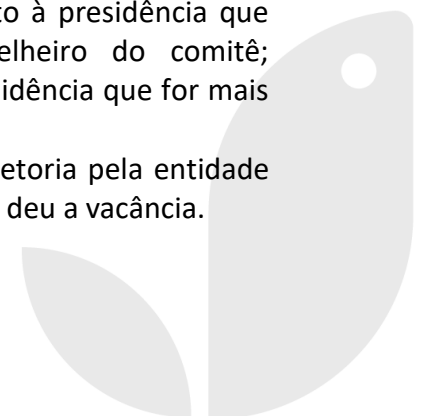 to à presidência que
elheiro do comitê;
idência que for mais
etoria pela entidade
deu a vacância.